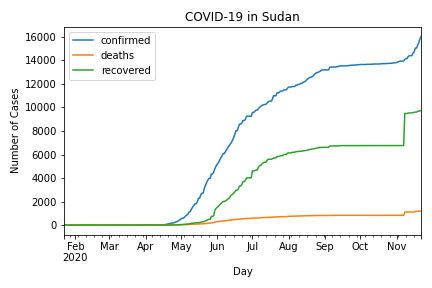 COVID-19 in Sudan
confirmed
deaths
recovered
Number of Cases
16000
14000
12000
10000
8000
6000
4000
2000
0
Feb Mar Apr May Jun Jul Aug Sep Oct Nov
2020
Day